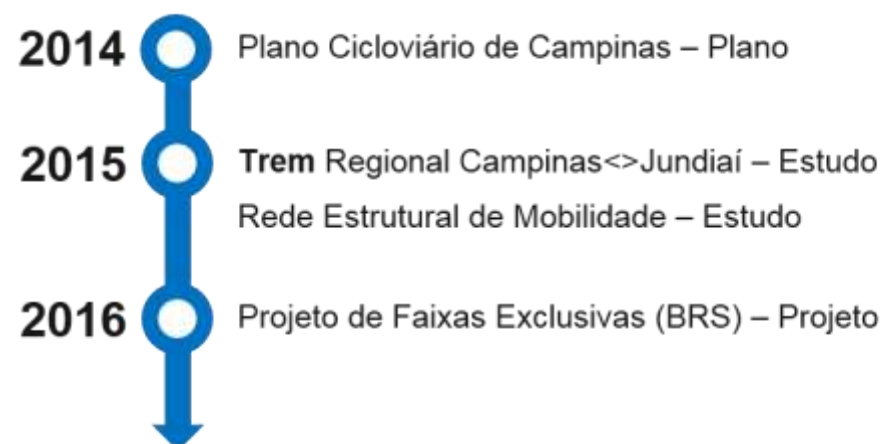 2014 Plano Cicloviário de Campinas – Plano
2015 Trem Regional Campinas<>Jundiaí – Estudo
Rede Estrutural de Mobilidade – Estudo
2016 Projeto de Faixas Exclusivas (BRS) – Projeto